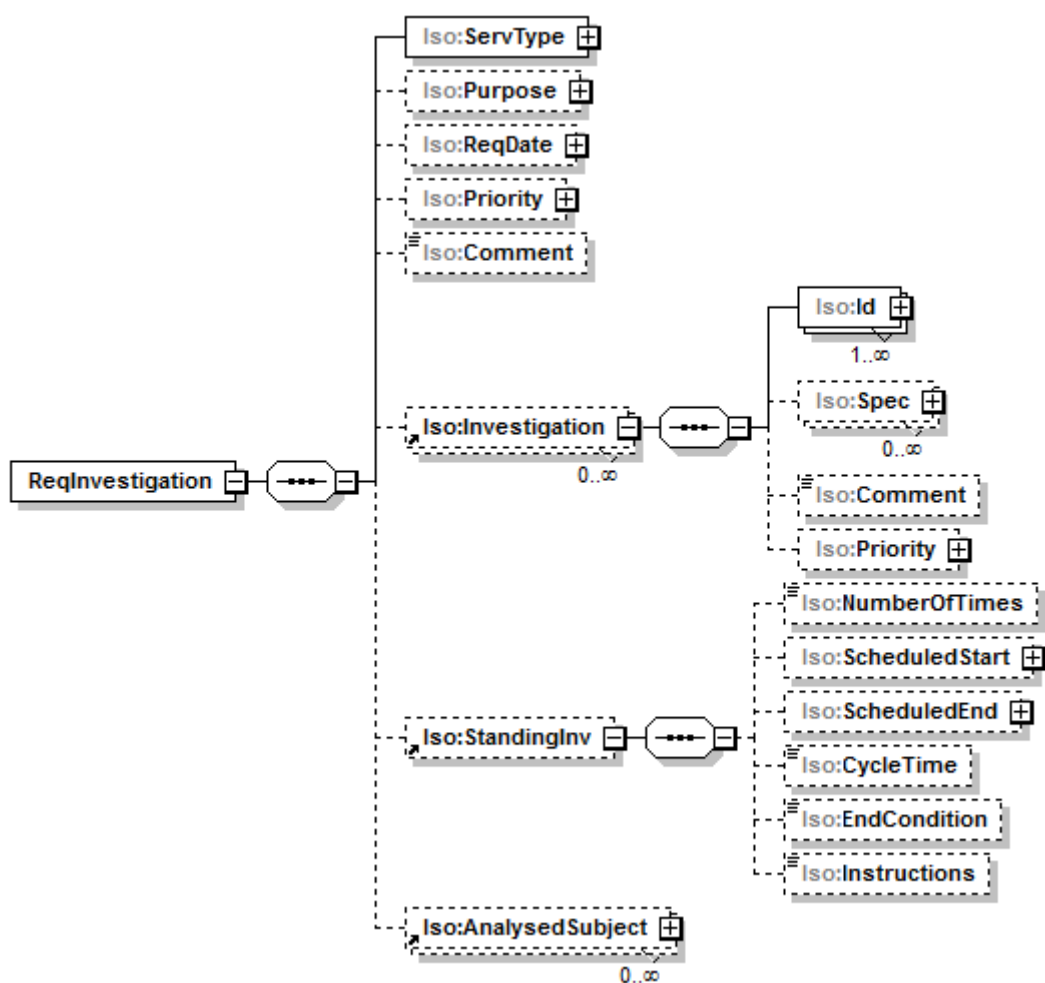 Iso:ServType
Iso:Purpose
Iso:ReqDate
Iso:Priority
Iso:Comment
Iso:Id
1..∞
Iso:Spec
0..∞
Iso:Investigation
0..∞
ReqInvestigation
Iso:Comment
Iso:Priority
Iso:NumberOfTimes
Iso:ScheduledStart
Iso:ScheduledEnd
Iso:StandingInv
Iso:CycleTime
Iso:EndCondition
Iso:Instructions
Iso:AnalysedSubject
0..∞